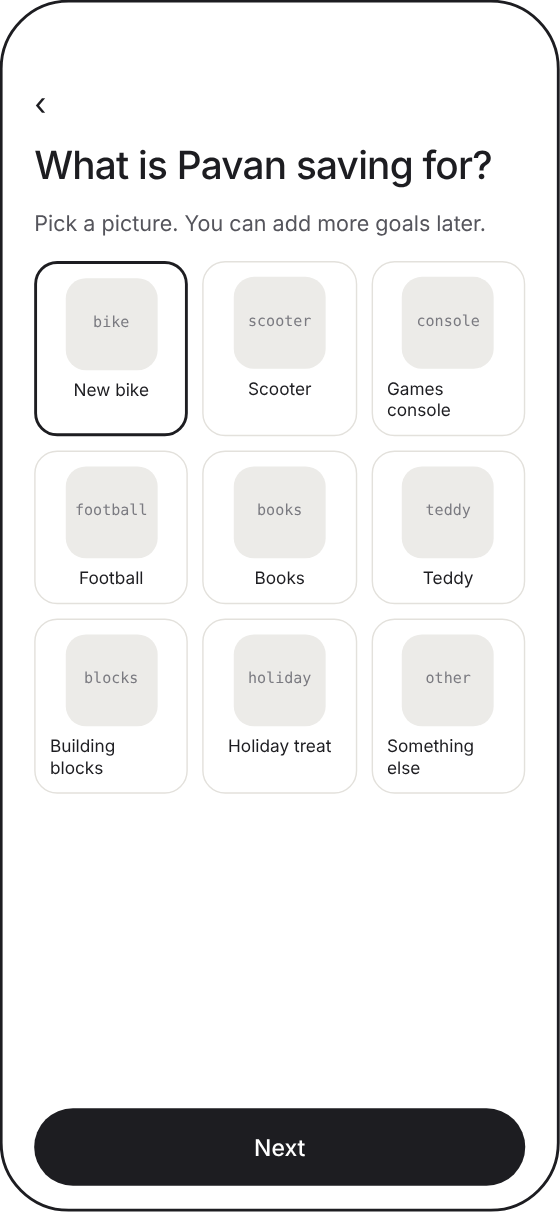 ‹
What is Pavan saving for?
Pick a picture. You can add more goals later.
bike
New bike
scooter
Scooter
console
Games
console
football
Football
books
Books
teddy
Teddy
blocks
Building
blocks
holiday
Holiday treat
other
Something
else
Next